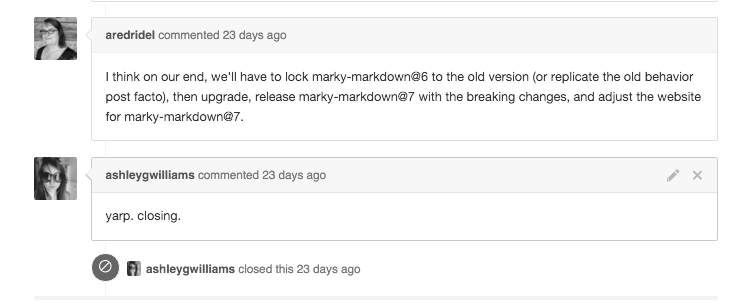 aredridel commented 23 days ago
I think on our end, we'll have to lock marky-markdown@6 to the old version (or replicate the old behavior
post facto), then upgrade, release marky-markdown@7 with the breaking changes, and adjust the website
for marky-markdown@7.
ashleygwilliams commented 23 days ago
yarp. closing.
ashleygwilliams closed this 23 days ago